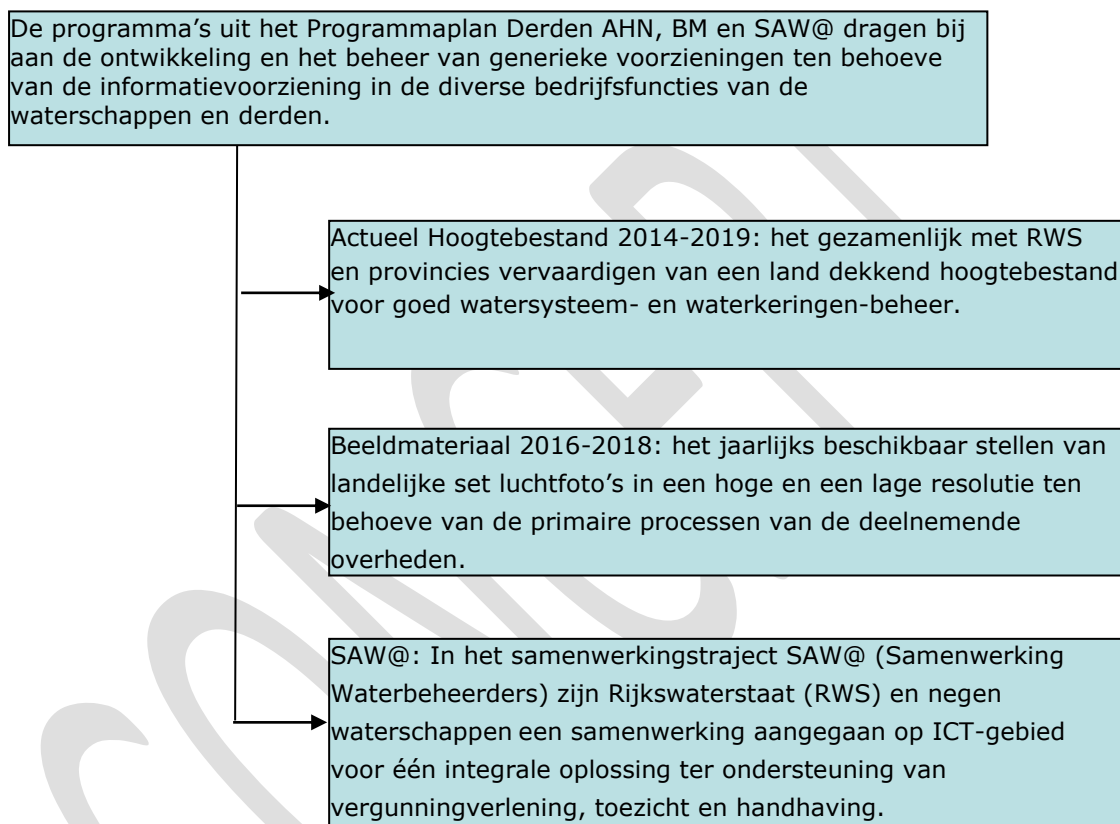 De programma’s uit het Programmaplan Derden AHN, BM en SAW@ dragen bij
aan de ontwikkeling en het beheer van generieke voorzieningen ten behoeve
van de informatievoorziening in de diverse bedrijfsfuncties van de
waterschappen en derden.
Actueel Hoogtebestand 2014-2019: het gezamenlijk met RWS
en provincies vervaardigen van een land dekkend hoogtebestand
voor goed watersysteem- en waterkeringen-beheer.
Beeldmateriaal 2016-2018: het jaarlijks beschikbaar stellen van
landelijke set luchtfoto’s in een hoge en een lage resolutie ten
behoeve van de primaire processen van de deelnemende
overheden.
SAW@: In het samenwerkingstraject SAW@ (Samenwerking
Waterbeheerders) zijn Rijkswaterstaat (RWS) en negen
waterschappen een samenwerking aangegaan op ICT-gebied
voor één integrale oplossing ter ondersteuning van
vergunningverlening, toezicht en handhaving.
CONCEPT